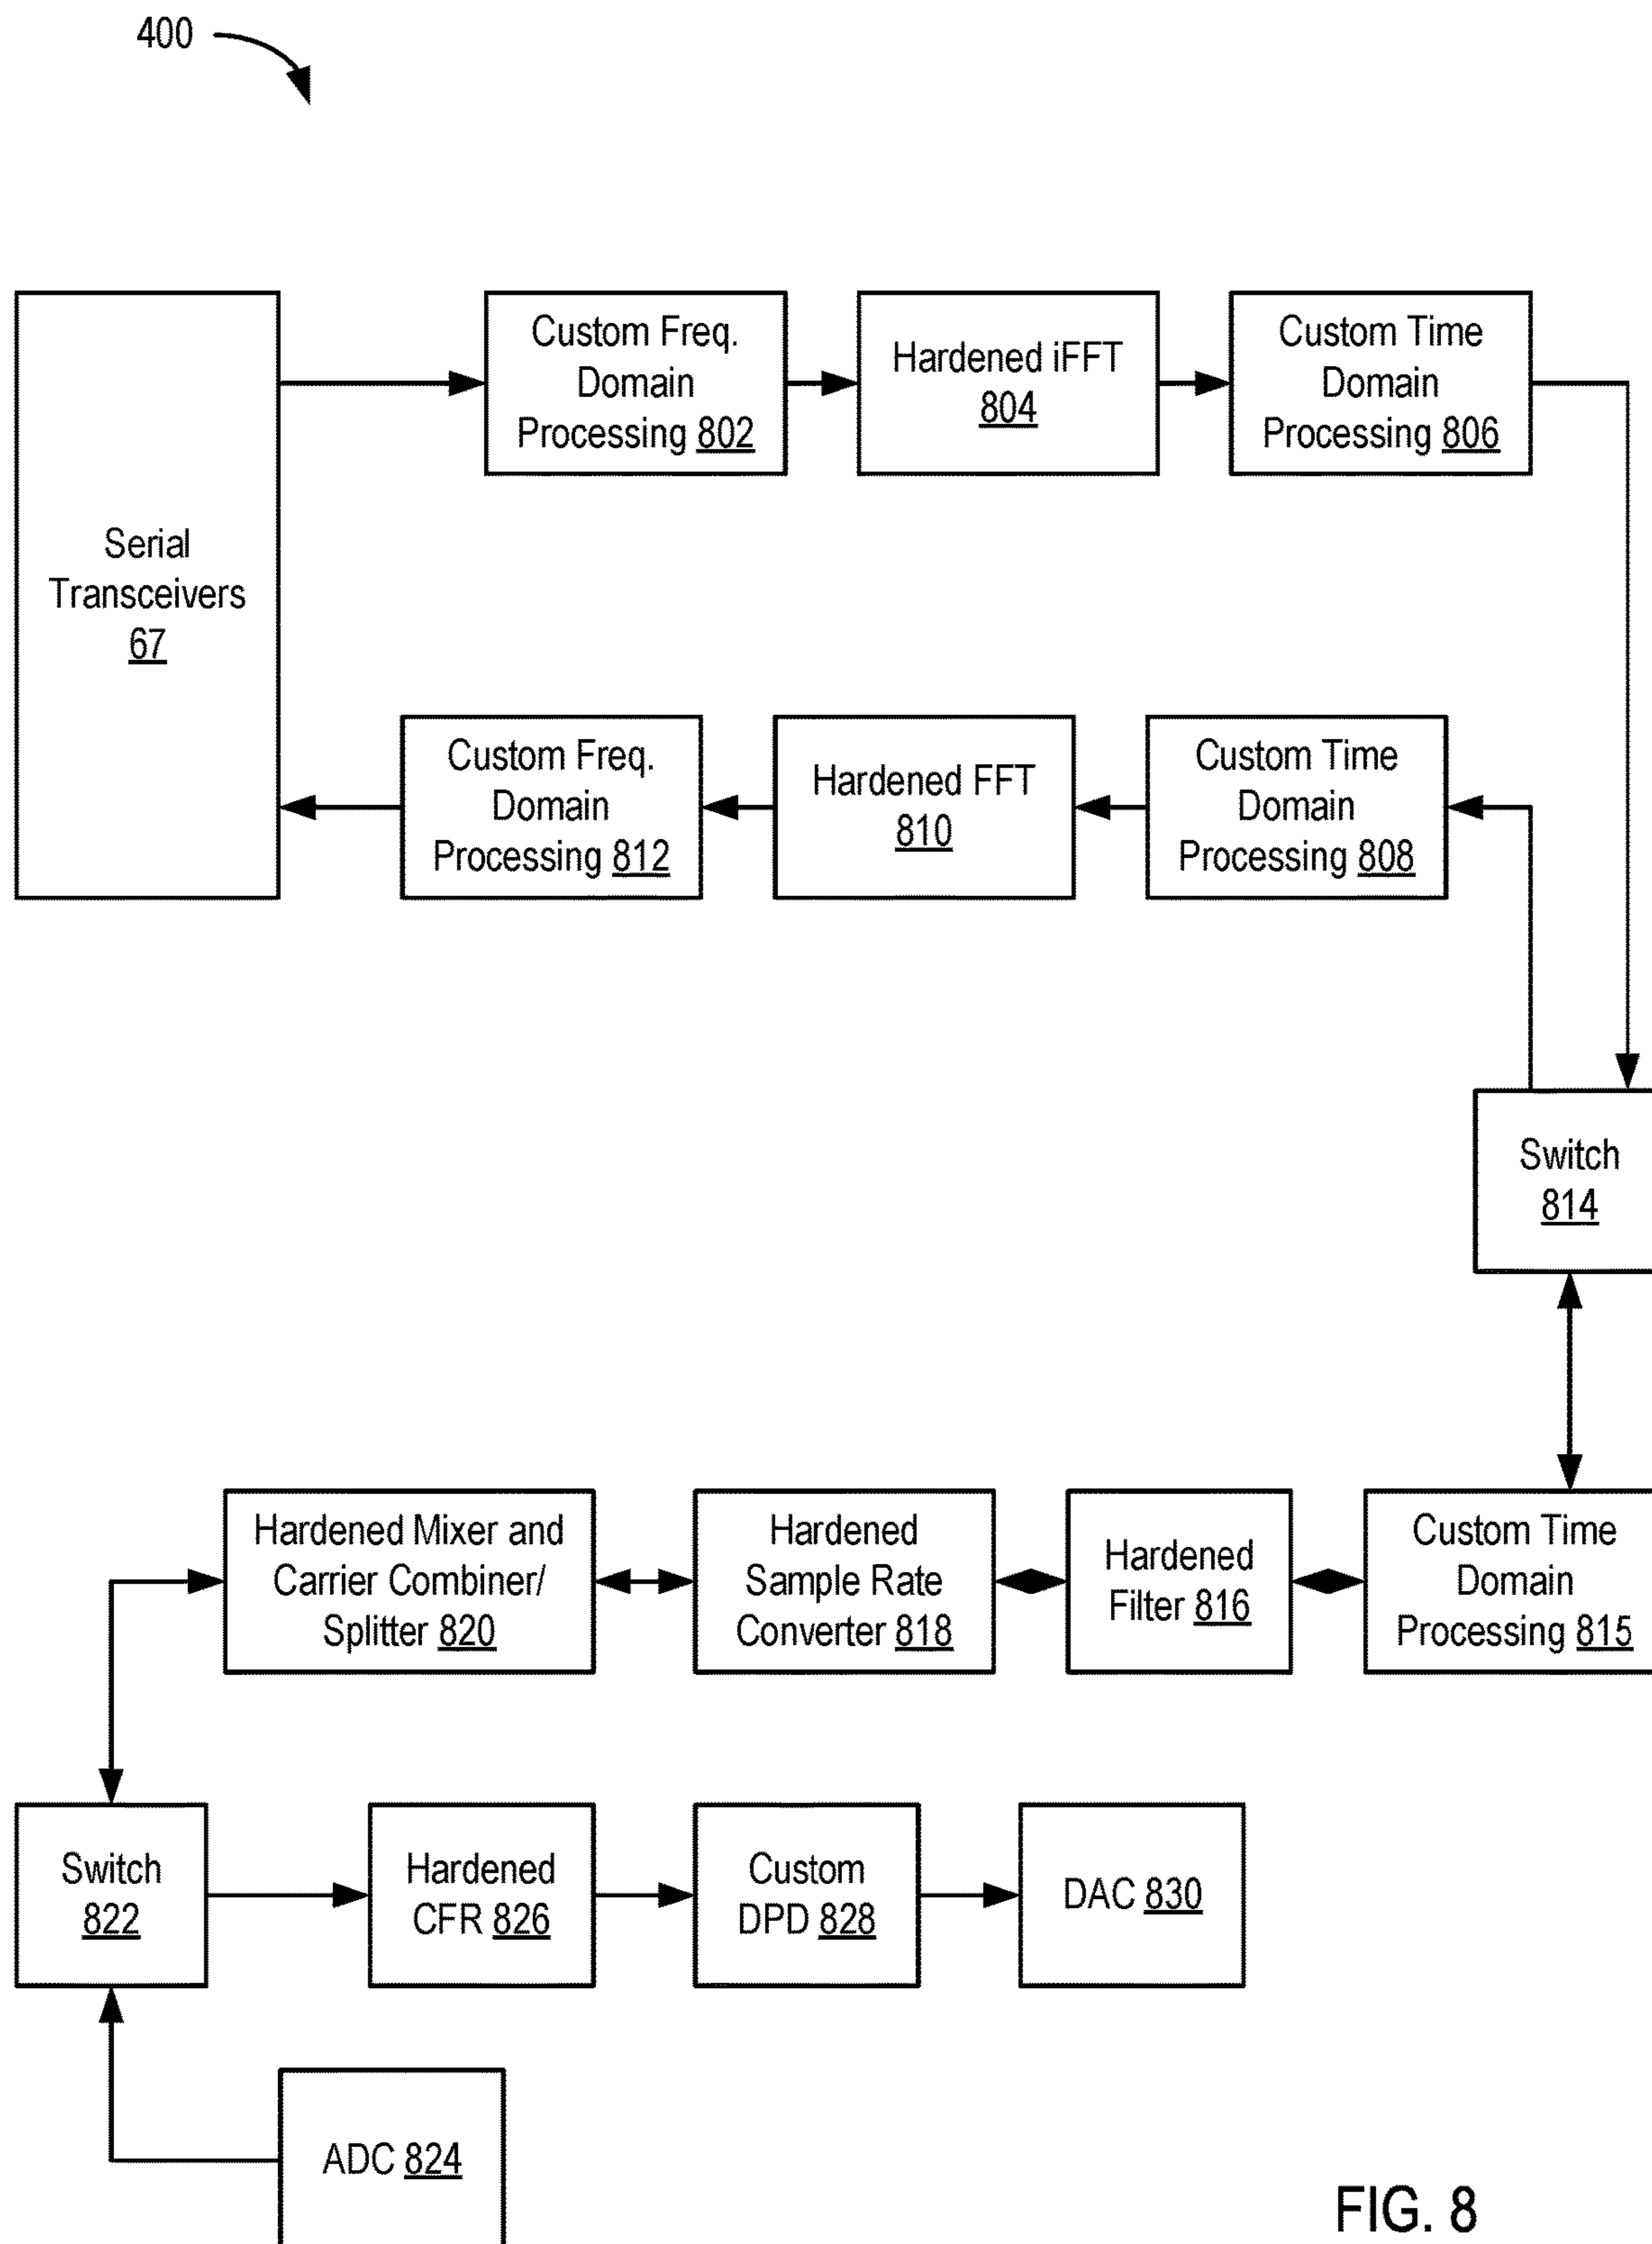 400
Custom Freq.
Domain
Processing 802
Hardened iFFT
804
Custom Time
Domain
Processing 806
Serial
Transceivers
67
Custom Freq.
Domain
Processing 812
Hardened FFT
810
Custom Time
Domain
Processing 808
Switch
814
Hardened Mixer and
Carrier Combiner/
Splitter 820
Hardened
Sample Rate
Converter 818
Hardened
Filter 816
Custom Time
Domain
Processing 815
Switch
822
Hardened
CFR 826
Custom
DPD 828
DAC 830
ADC 824
FIG. 8